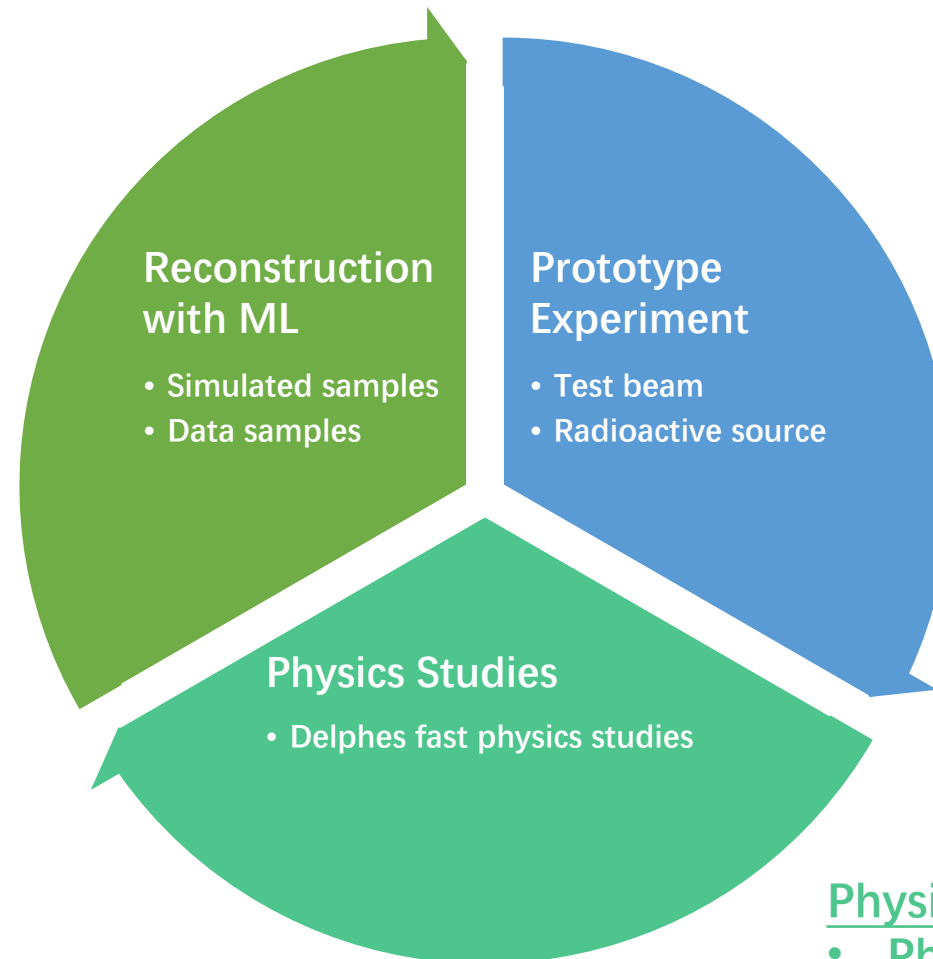 Reconstruction
with ML
• Simulated samples
• Data samples
Prototype
Experiment
• Test beam
• Radioactive source
Physics Studies
• Delphes fast physics studies